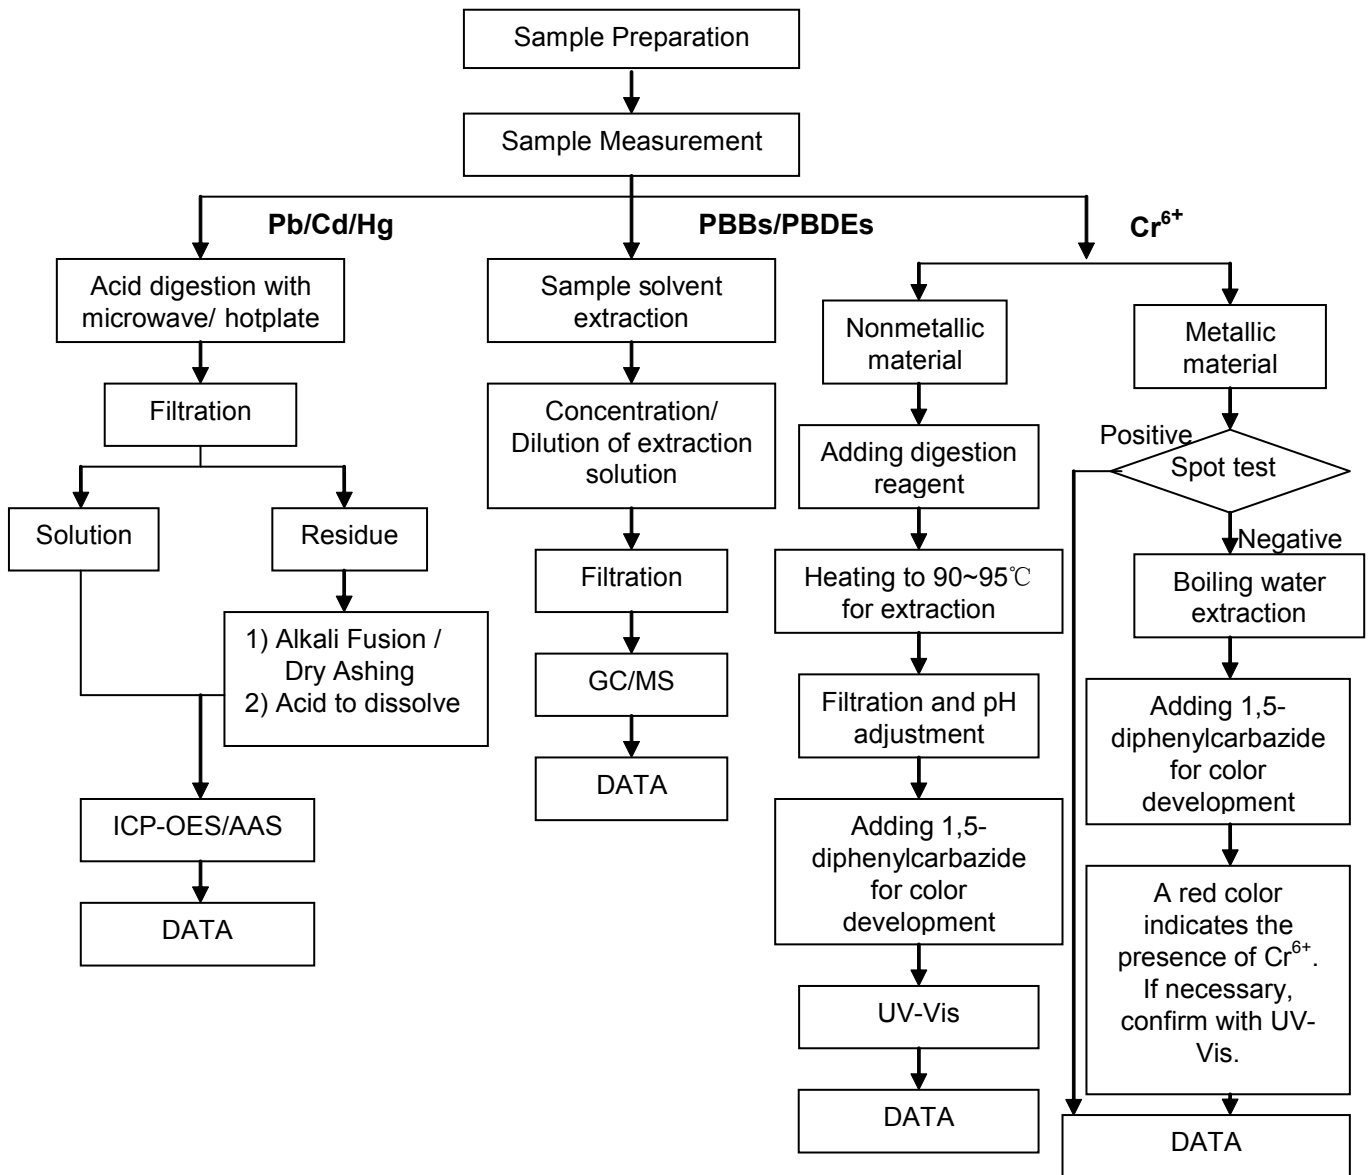 Sample Preparation
Sample Measurement
Pb/Cd/Hg
PBBs/PBDEs
Cr⁶⁺
Acid digestion with
microwave/ hotplate
Filtration
Solution
Residue
1) Alkali Fusion /
Dry Ashing
2) Acid to dissolve
ICP-OES/AAS
DATA
Sample solvent
extraction
Concentration/
Dilution of extraction
solution
Filtration
GC/MS
DATA
Nonmetallic
material
Adding digestion
reagent
Heating to 90~95℃
for extraction
Filtration and pH
adjustment
Adding 1,5-
diphenylcarbazide
for color
development
UV-Vis
DATA
Metallic
material
Positive
Spot test
Negative
Boiling water
extraction
Adding 1,5-
diphenylcarbazide
for color
development
A red color
indicates the
presence of Cr⁶⁺.
If necessary,
confirm with UV-
Vis.
DATA